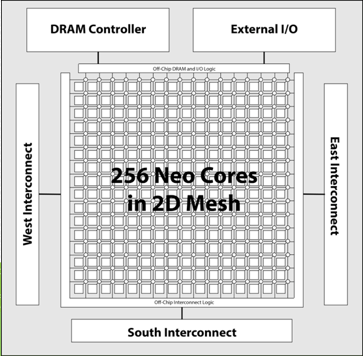 DRAM Controller
External I/O
Off-Chip DRAM and I/O Logic
West Interconnect
256 Neo Cores
in 2D Mesh
East Interconnect
Off-Chip Interconnect Logic
South Interconnect